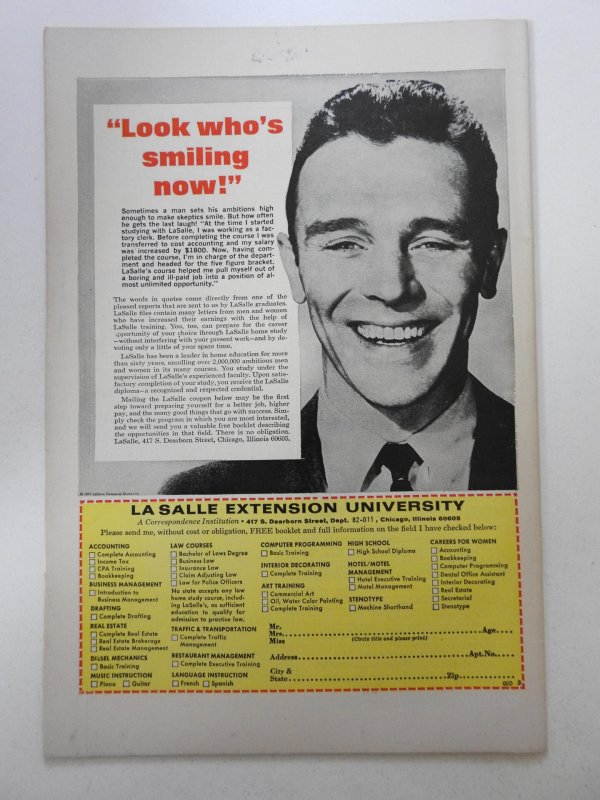 “Look who’s
smiling
now!”
Sometimes a man sets his ambitions high
enough to make skeptics smile. But how often
he gets the last laugh! “At the time I started
studying with LaSalle, I was working as a fac-
tory clerk. Before completing the course I was
transferred to cost accounting and my salary
was increased by $1800. Now, having com-
pleted the course, I’m in charge of the depart-
ment and headed for the five figure bracket.
LaSalle’s course helped me pull myself out of
a boring and ill-paid job into a position of al-
most unlimited opportunity.”
The words in quotes come directly from one of the
pleased reports that are sent to us by LaSalle graduates.
LaSalle files contain many letters from men and women
who have increased their earnings with the help of
LaSalle training. You, too, can prepare for the career
opportunity of your choice through LaSalle home study
—without interfering with your present work—and by de-
voting only a little of your spare time.
LaSalle has been a leader in home education for more
than sixty years, enrolling over 2,000,000 ambitious men
and women in its many courses. You study under the
supervision of LaSalle’s experienced faculty. Upon satis-
factory completion of your study, you receive the LaSalle
diploma—a recognized and respected credential.
Mailing the LaSalle coupon below may be the first
step toward preparing yourself for a better job, higher
pay, and the many good things that go with success. Sim-
ply check the program in which you are most interested,
and we will send you a valuable free booklet describing
the opportunities in that field. There is no obligation.
LaSalle, 417 S. Dearborn Street, Chicago, Illinois 60605.
LaSalle Extension University
LA SALLE EXTENSION UNIVERSITY
A Correspondence Institution • 417 S. Dearborn Street, Dept. 82-011, Chicago, Illinois 60605
Please send me, without cost or obligation, FREE booklet and full information on the field I have checked below:
ACCOUNTING
Complete Accounting
Income Tax
CPA Training
Bookkeeping
BUSINESS MANAGEMENT
Introduction to
Business Management
DRAFTING
Complete Drafting
REAL ESTATE
Complete Real Estate
Real Estate Brokerage
Real Estate Management
DIESEL MECHANICS
Basic Training
MUSIC INSTRUCTION
Piano Guitar
LAW COURSES
Bachelor of Laws Degree
Business Law
Insurance Law
Claim Adjusting Law
Law for Police Officers
No state accepts any law
home study course, includ-
ing LaSalle’s, as sufficient
education to qualify for
admission to practice law.
TRAFFIC & TRANSPORTATION
Complete Traffic
Management
RESTAURANT MANAGEMENT
Complete Executive Training
LANGUAGE INSTRUCTION
French Spanish
COMPUTER PROGRAMMING
Basic Training
INTERIOR DECORATING
Complete Training
ART TRAINING
Commercial Art
Oil, Water Color Painting
Complete Training
HIGH SCHOOL
High School Diploma
HOTEL/MOTEL
MANAGEMENT
Hotel Executive Training
Motel Management
STENOTYPE
Machine Shorthand
CAREERS FOR WOMEN
Accounting
Bookkeeping
Computer Programming
Dental Office Assistant
Interior Decorating
Real Estate
Secretarial
Stenotype
Mr.
Mrs. Age
Miss (Circle title and please print)
Address Apt.No.
City &
State Zip
3